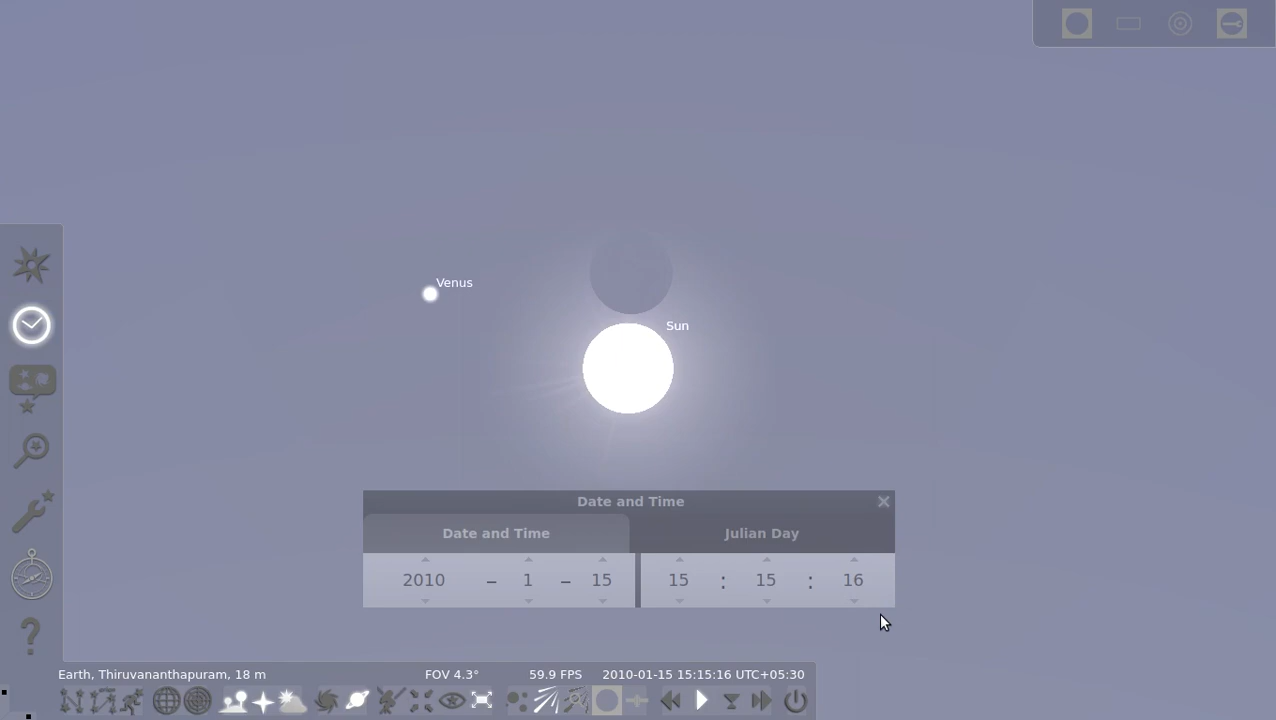 Venus
Sun
Date and Time
Date and Time Julian Day
2010 – 1 – 15 15 : 15 : 16
Earth, Thiruvananthapuram, 18 m FOV 4.3° 59.9 FPS 2010-01-15 15:15:16 UTC+05:30